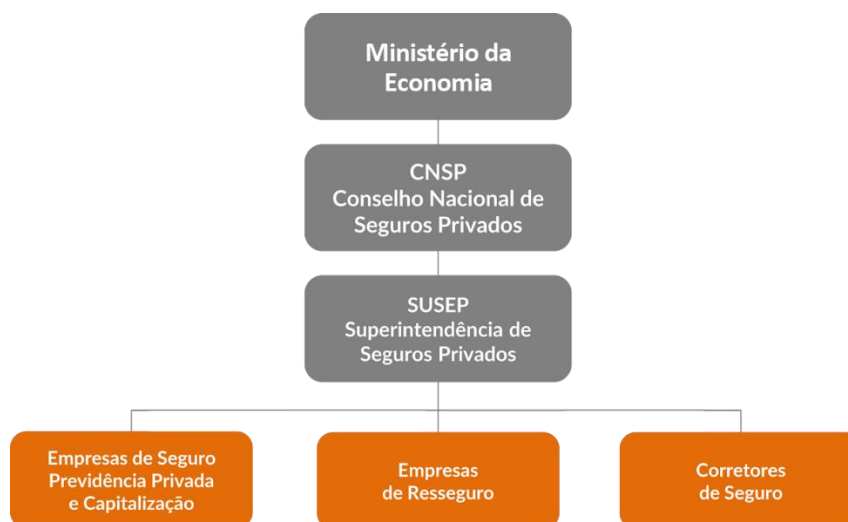 Ministério da
Economia
CNSP
Conselho Nacional de
Seguros Privados
SUSEP
Superintendência de
Seguros Privados
Empresas de Seguro
Previdência Privada
e Capitalização
Empresas
de Resseguro
Corretores
de Seguro